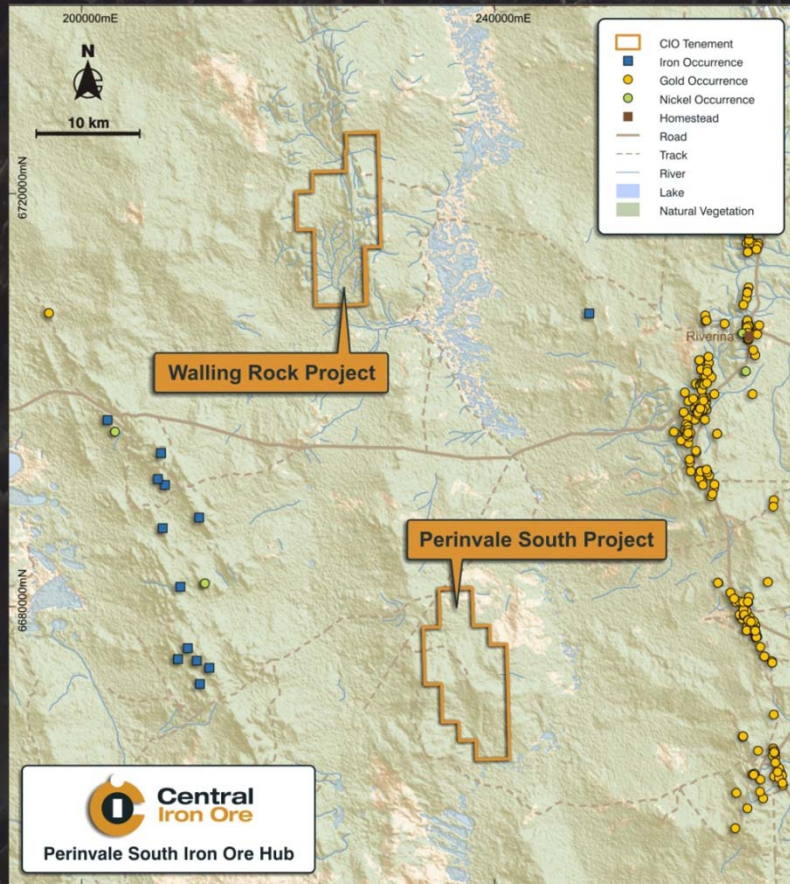 200000mE
240000mE
N
10 km
6720000mN
6680000mN
CIO Tenement
Iron Occurrence
Gold Occurrence
Nickel Occurrence
Homestead
Road
Track
River
Lake
Natural Vegetation
Riverina
Walling Rock Project
Perinvale South Project
Central
Iron Ore
Perinvale South Iron Ore Hub